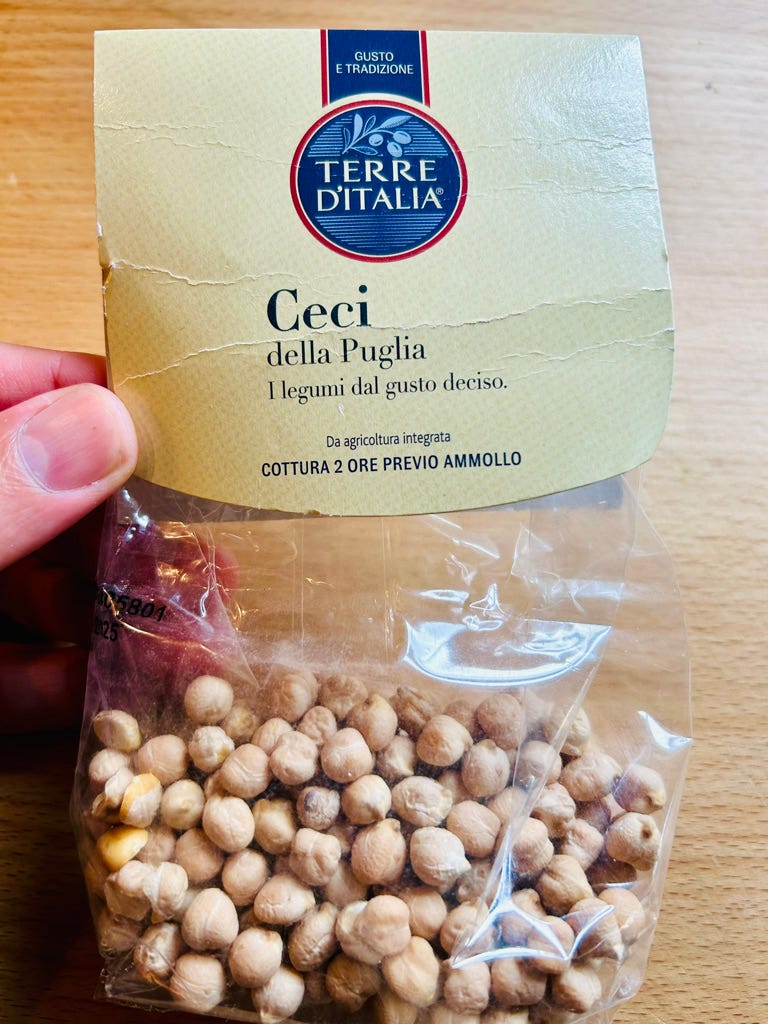 GUSTO
E TRADIZIONE
TERRE
D'ITALIA®
Ceci
della Puglia
I legumi dal gusto deciso.
Da agricoltura integrata
COTTURA 2 ORE PREVIO AMMOLLO